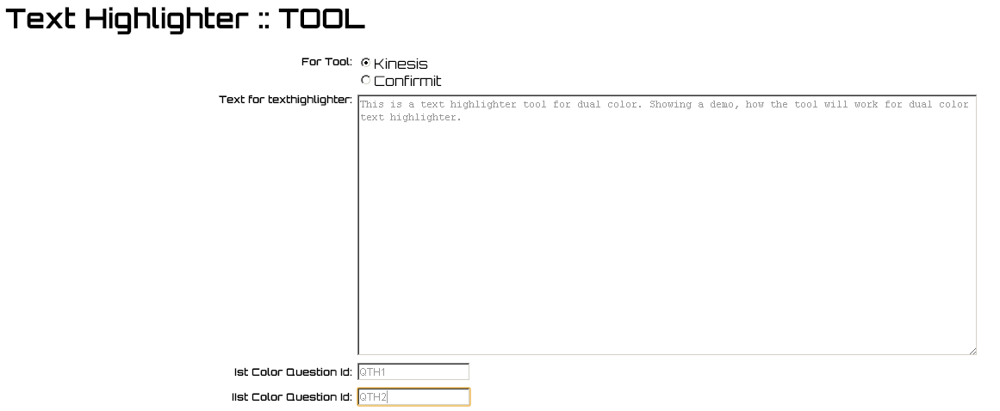 Text Highlighter :: TOOL
For Tool: Kinesis
Confirmit
Text for texthighlighter: This is a text highlighter tool for dual color. Showing a demo, how the tool will work for dual color
text highlighter.
Ist Color Question Id: QTH1
IIst Color Question Id: QTH2